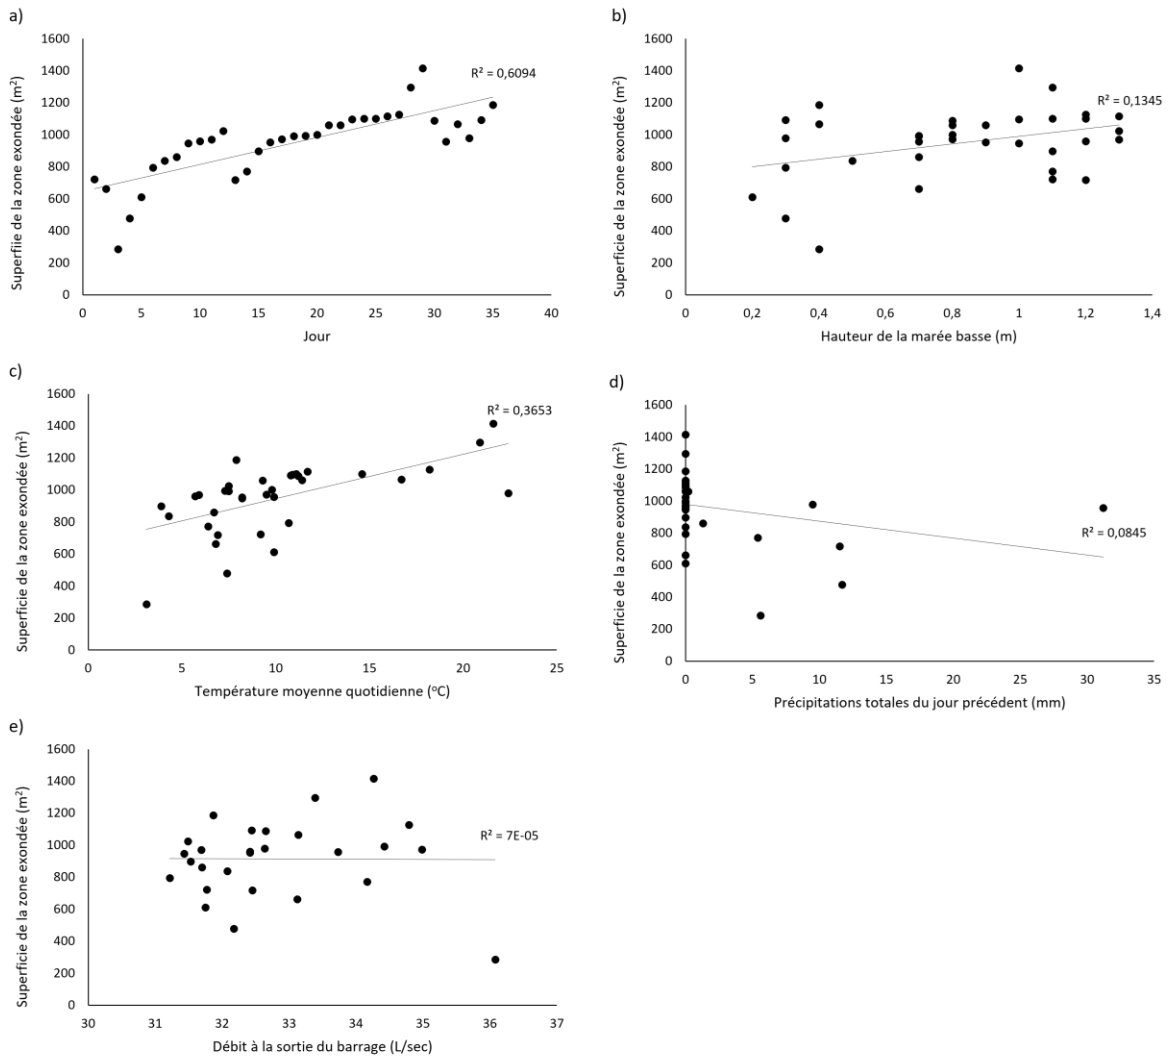 a)
Superfiie de la zone exondée (m²)
1600
1400
1200
1000
800
600
400
200
0
R² = 0,6094
0 5 10 15 20 25 30 35 40
Jour
b)
Superficie de la zone exondée (m²)
1600
1400
1200
1000
800
600
400
200
0
R² = 0,1345
0 0,2 0,4 0,6 0,8 1 1,2 1,4
Hauteur de la marée basse (m)
c)
Superficie de la zone exondée (m²)
1600
1400
1200
1000
800
600
400
200
0
R² = 0,3653
0 5 10 15 20 25
Température moyenne quotidienne (°C)
d)
Superficie de la zone exondée (m²)
1600
1400
1200
1000
800
600
400
200
0
R² = 0,0845
0 5 10 15 20 25 30 35
Précipitations totales du jour précédent (mm)
e)
Superficie de la zone exondée (m²)
1600
1400
1200
1000
800
600
400
200
0
R² = 7E-05
30 31 32 33 34 35 36 37
Débit à la sortie du barrage (L/sec)